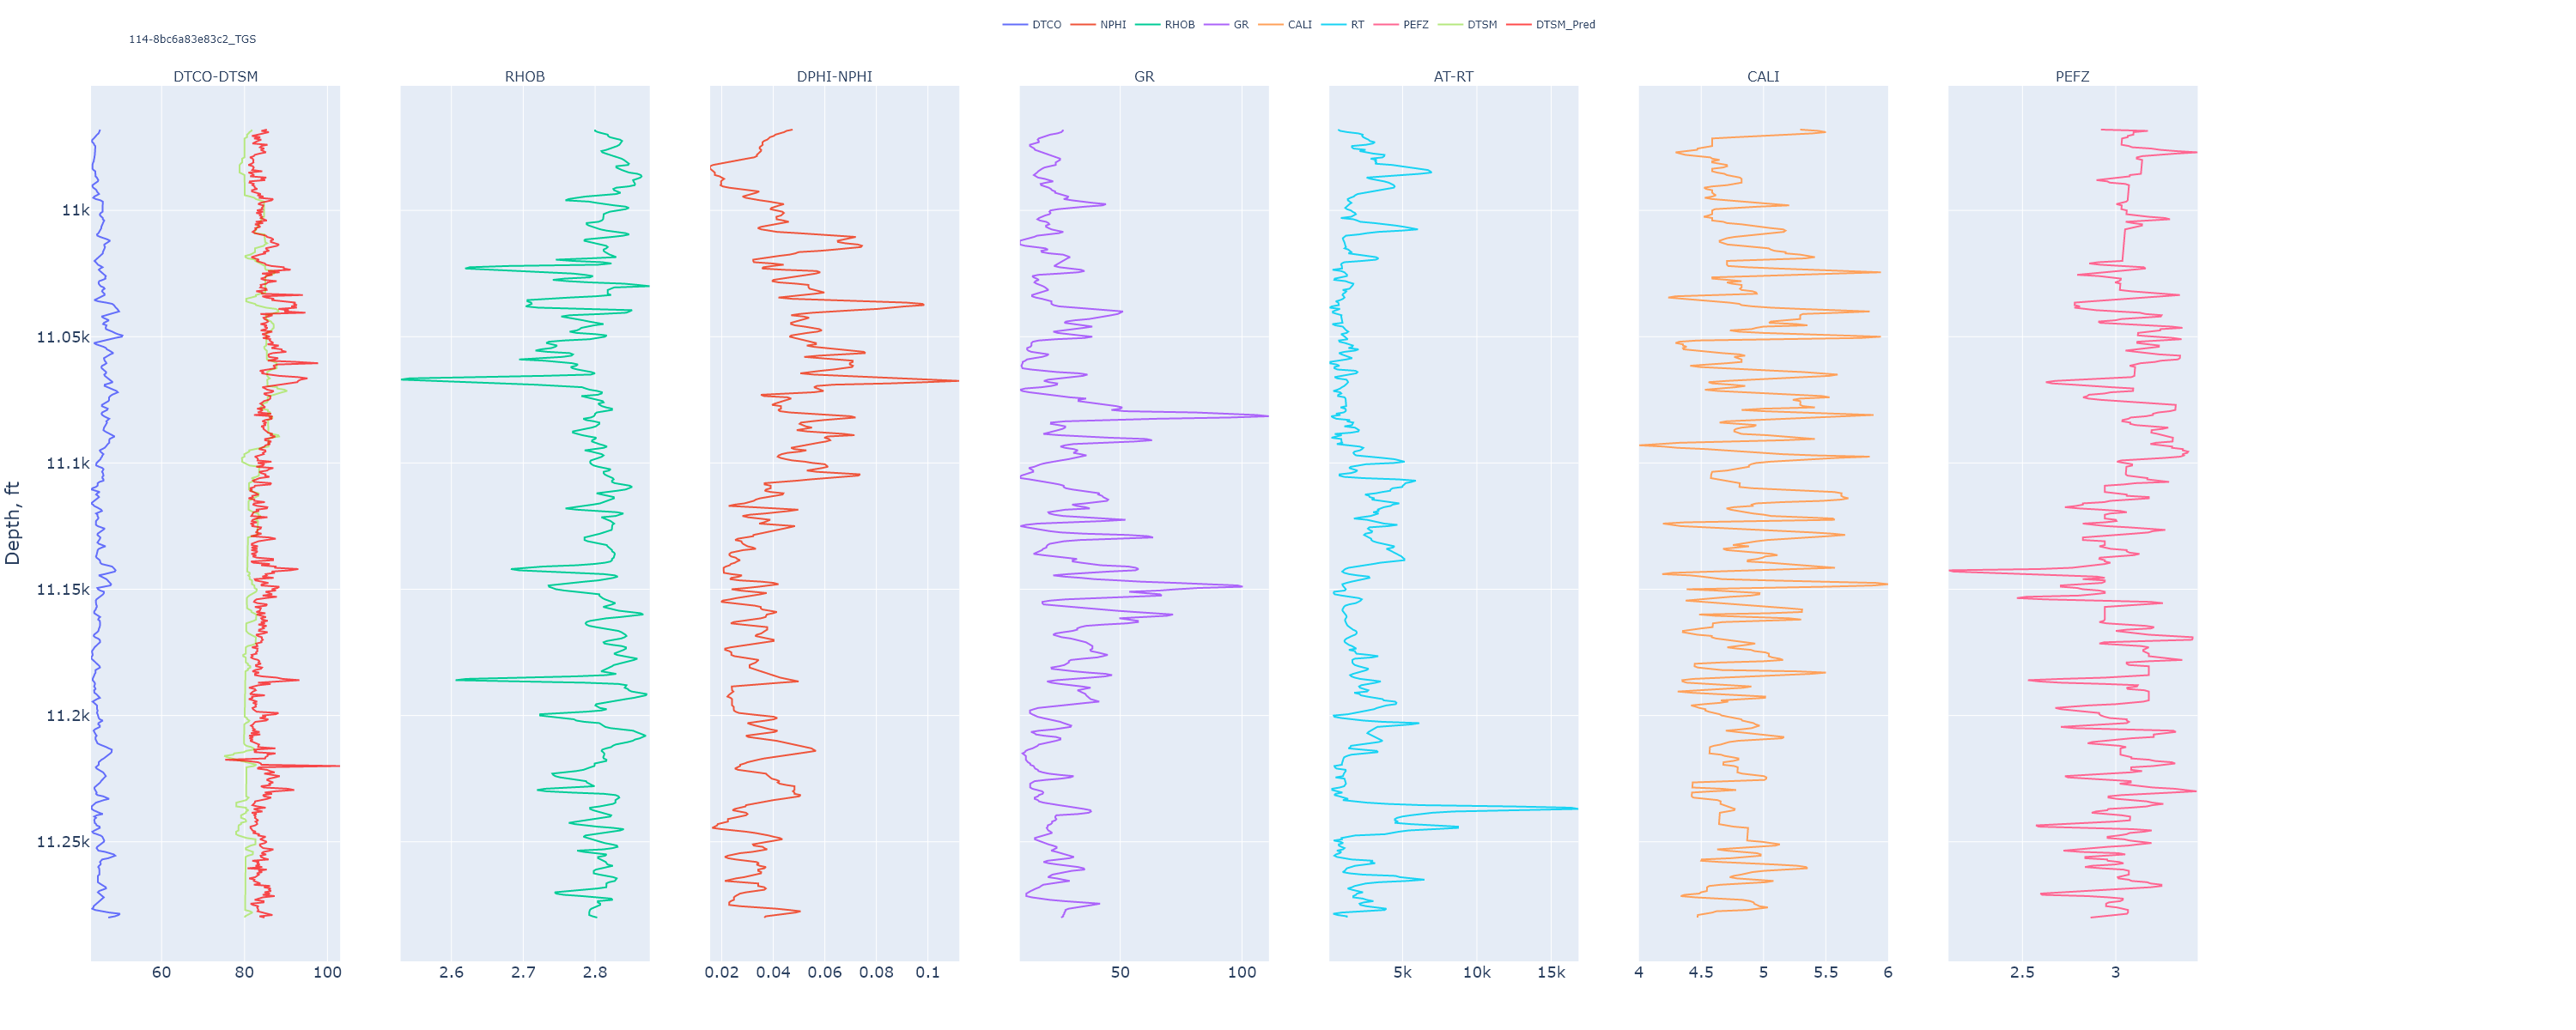 DTCO NPHI RHOB GR CALI RT PEFZ DTSM DTSM_Pred
114-8bc6a83e83c2_TGS
DTCO-DTSM RHOB DPHI-NPHI GR AT-RT CALI PEFZ
Depth, ft
11k
11.05k
11.1k
11.15k
11.2k
11.25k
60 80 100 2.6 2.7 2.8 0.02 0.04 0.06 0.08 0.1 50 100 5k 10k 15k 4 4.5 5 5.5 6 2.5 3